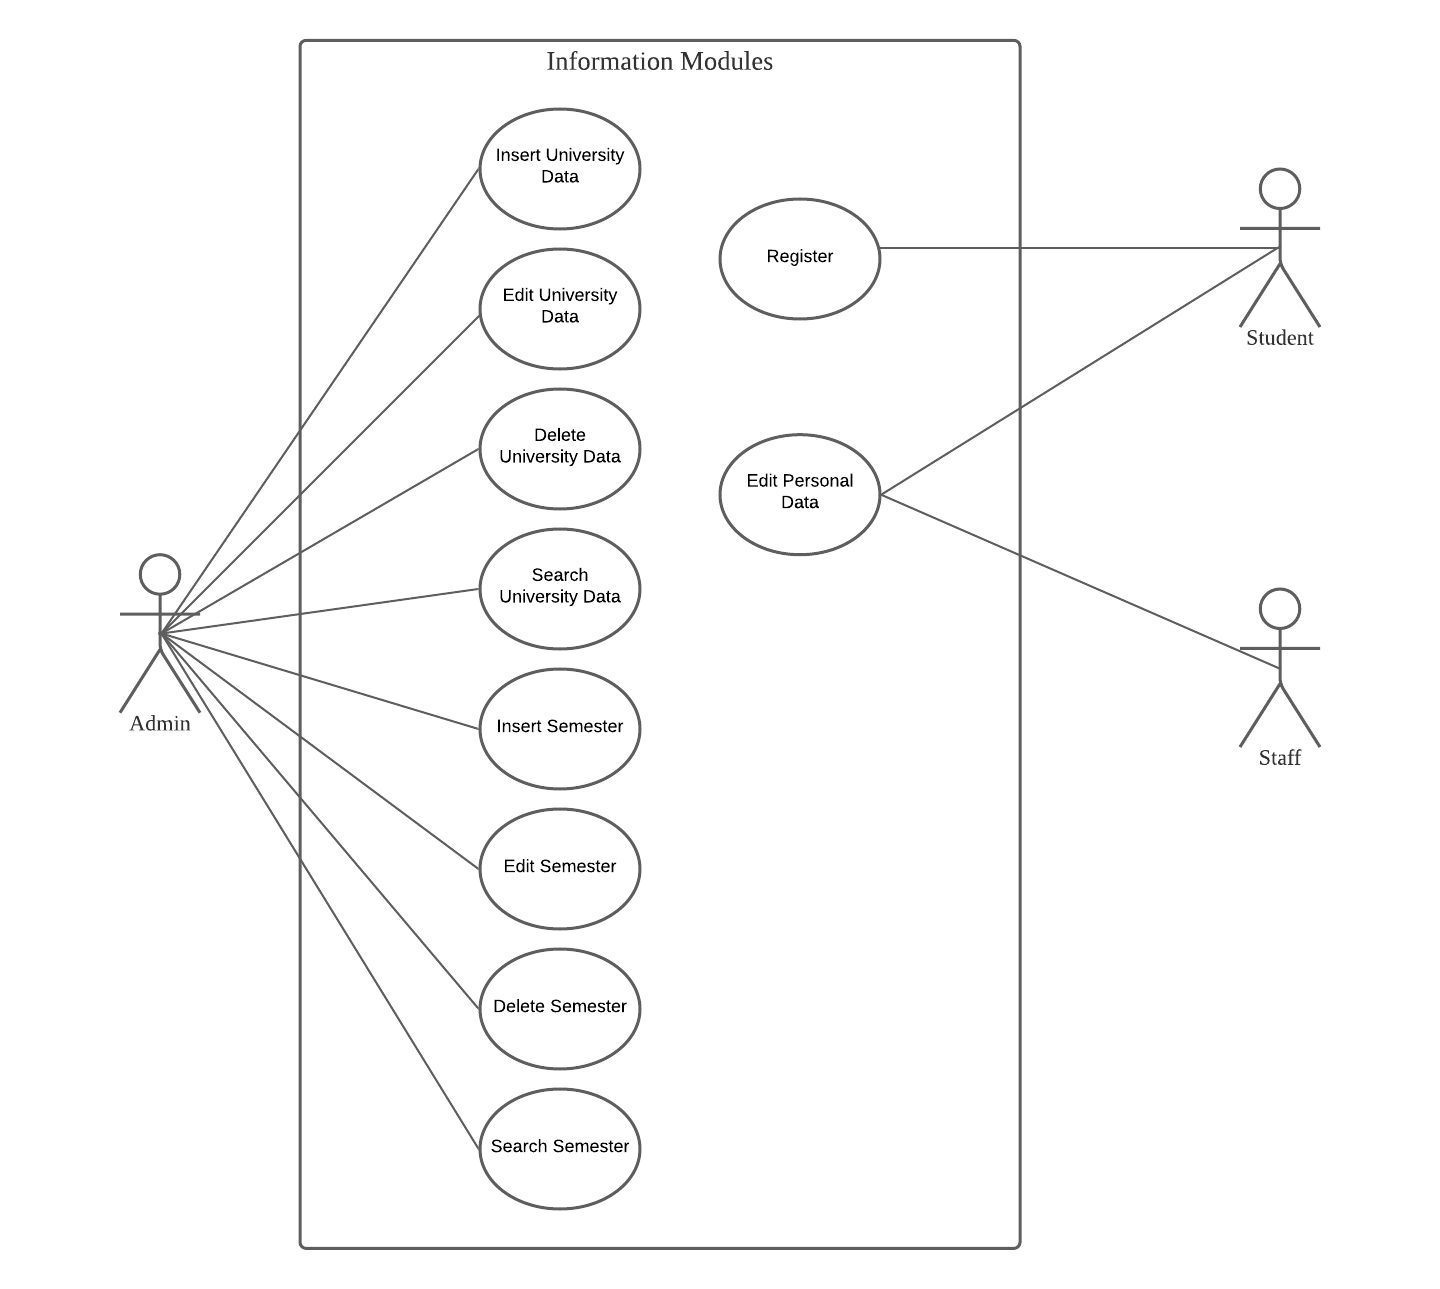 Information Modules
Insert University
Data
Edit University
Data
Delete
University Data
Search
University Data
Insert Semester
Edit Semester
Delete Semester
Search Semester
Register
Edit Personal
Data
Admin
Student
Staff